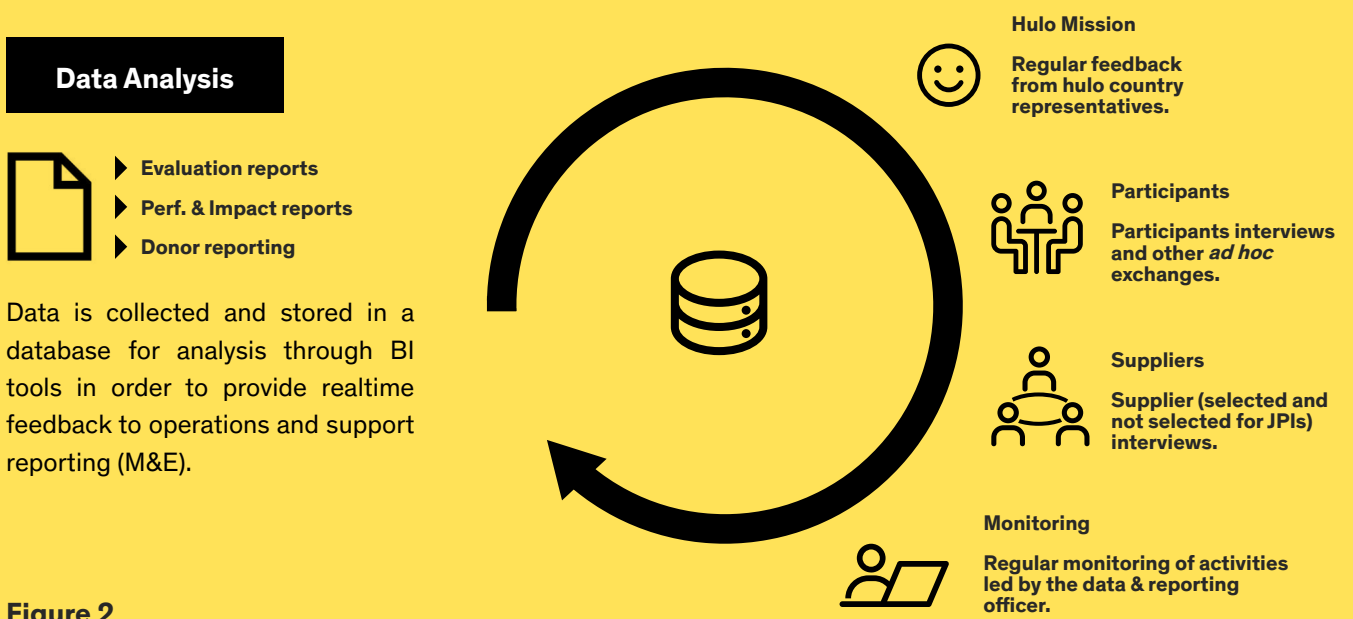 Data Analysis
Evaluation reports
Perf. & Impact reports
Donor reporting
Data is collected and stored in a
database for analysis through BI
tools in order to provide realtime
feedback to operations and support
reporting (M&E).
Hulo Mission
Regular feedback
from hulo country
representatives.
Participants
Participants interviews
and other ad hoc
exchanges.
Suppliers
Supplier (selected and
not selected for JPIs)
interviews.
Monitoring
Regular monitoring of activities
led by the data & reporting
officer.
Figure 2